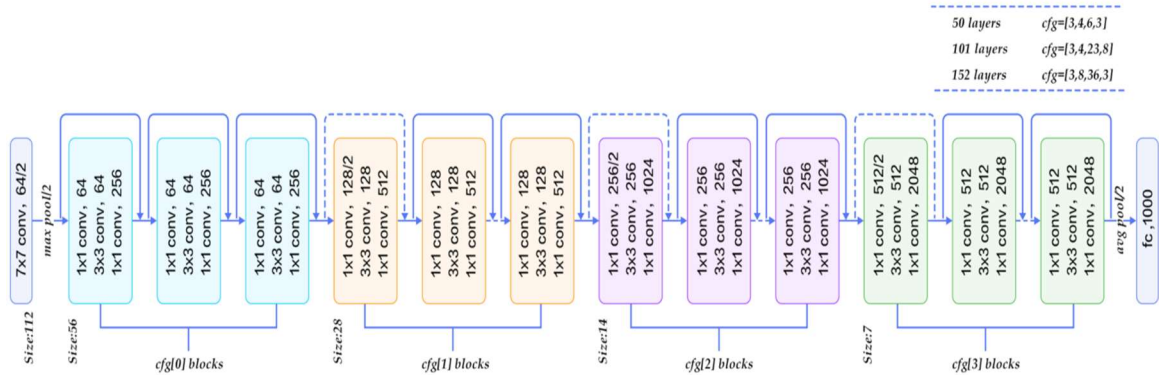 50 layers cfg=[3,4,6,3]
101 layers cfg=[3,4,23,8]
152 layers cfg=[3,8,36,3]
7x7 conv, 64/2
max pool/2
1x1 conv, 64
3x3 conv, 64
1x1 conv, 256
1x1 conv, 64
3x3 conv, 64
1x1 conv, 256
1x1 conv, 64
3x3 conv, 64
1x1 conv, 256
1x1 conv, 128/2
3x3 conv, 128
1x1 conv, 512
1x1 conv, 128
3x3 conv, 128
1x1 conv, 512
1x1 conv, 128
3x3 conv, 128
1x1 conv, 512
1x1 conv, 256/2
3x3 conv, 256
1x1 conv, 1024
1x1 conv, 256
3x3 conv, 256
1x1 conv, 1024
1x1 conv, 256
3x3 conv, 256
1x1 conv, 1024
1x1 conv, 512/2
3x3 conv, 512
1x1 conv, 2048
1x1 conv, 512
3x3 conv, 512
1x1 conv, 2048
1x1 conv, 512
3x3 conv, 512
1x1 conv, 2048
avg pool/2
fc ,1000
Size:112
Size:56
Size:28
Size:14
Size:7
cfg[0] blocks
cfg[1] blocks
cfg[2] blocks
cfg[3] blocks